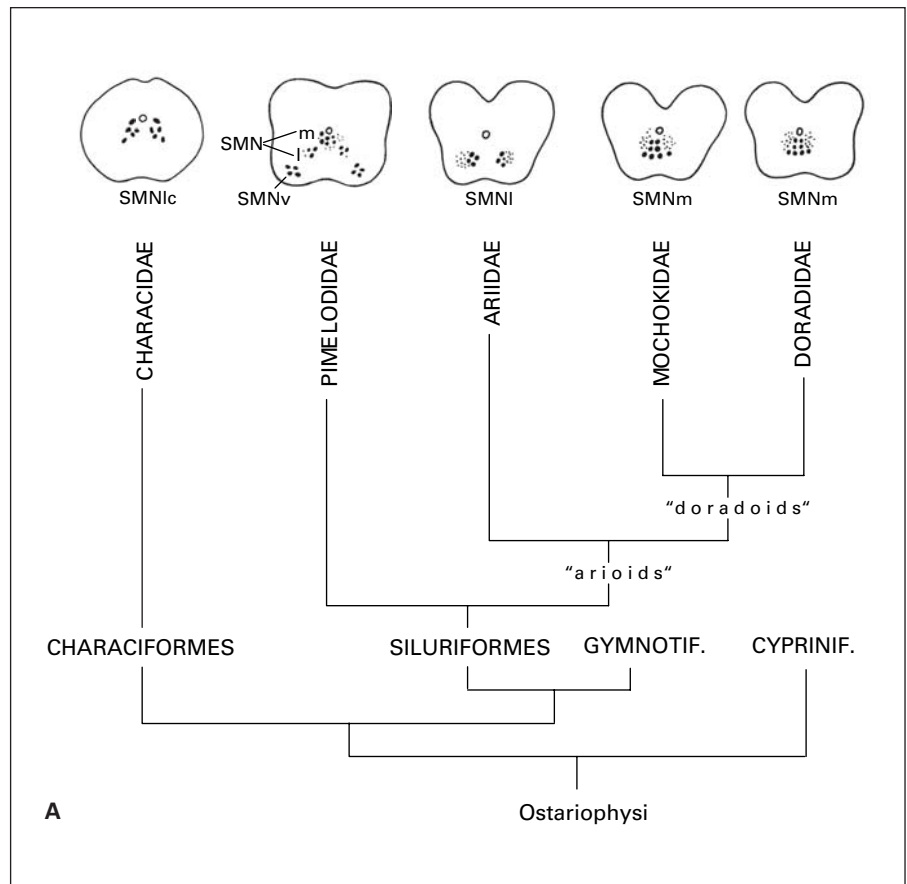 SMN
m
l
SMNv
SMNlc
SMNl
SMNm
SMNm
CHARACIDAE
PIMELODIDAE
ARIIDAE
MOCHOKIDAE
DORADIDAE
“doradoids“
“arioids“
CHARACIFORMES SILURIFORMES GYMNOTIF. CYPRINIF.
A
Ostariophysi